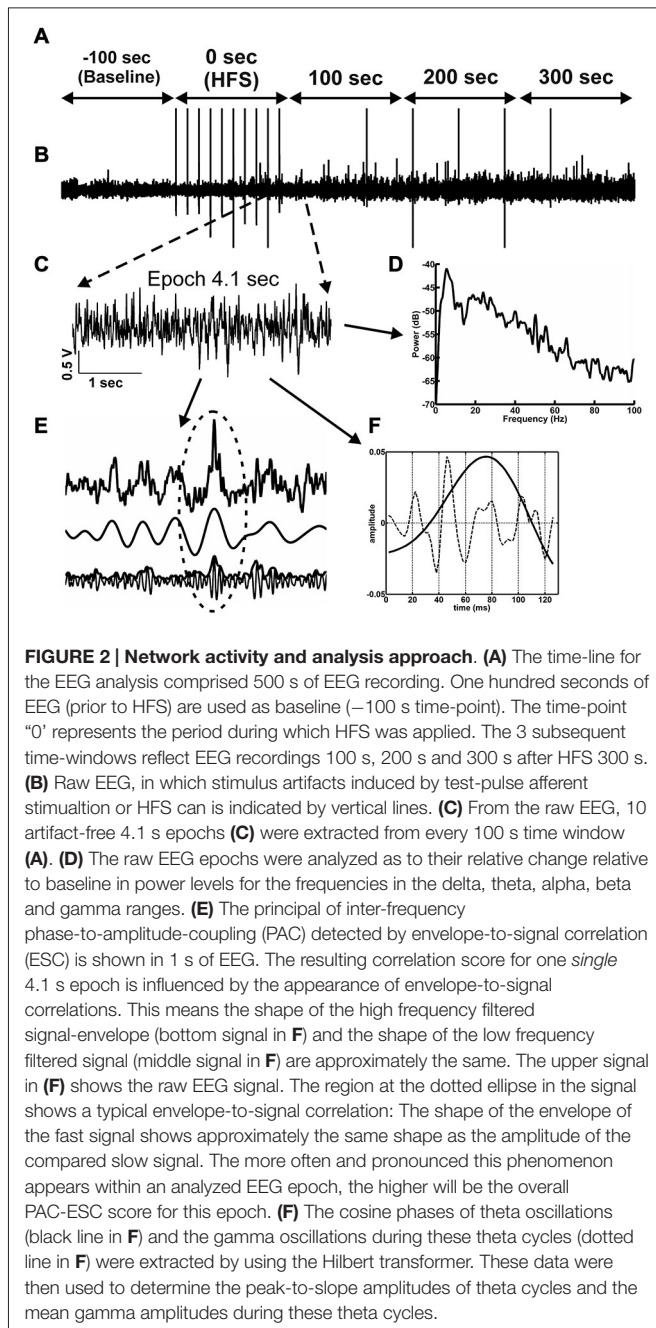 A
-100 sec
(Baseline)
0 sec
(HFS)
100 sec
200 sec
300 sec
B
C
Epoch 4.1 sec
0.5 V
1 sec
D
Power (dB)
-40
-45
-50
-55
-60
-65
-70
0
20
40
60
80
100
Frequency (Hz)
E
F
amplitude
0.05
0
-0.05
0
20
40
60
80
100
120
time (ms)
FIGURE 2 | Network activity and analysis approach. (A) The time-line for
the EEG analysis comprised 500 s of EEG recording. One hundred seconds of
EEG (prior to HFS) are used as baseline (−100 s time-point). The time-point
“0’ represents the period during which HFS was applied. The 3 subsequent
time-windows reflect EEG recordings 100 s, 200 s and 300 s after HFS 300 s.
(B) Raw EEG, in which stimulus artifacts induced by test-pulse afferent
stimualtion or HFS can is indicated by vertical lines. (C) From the raw EEG, 10
artifact-free 4.1 s epochs (C) were extracted from every 100 s time window
(A). (D) The raw EEG epochs were analyzed as to their relative change relative
to baseline in power levels for the frequencies in the delta, theta, alpha, beta
and gamma ranges. (E) The principal of inter-frequency
phase-to-amplitude-coupling (PAC) detected by envelope-to-signal correlation
(ESC) is shown in 1 s of EEG. The resulting correlation score for one single
4.1 s epoch is influenced by the appearance of envelope-to-signal
correlations. This means the shape of the high frequency filtered
signal-envelope (bottom signal in F) and the shape of the low frequency
filtered signal (middle signal in F) are approximately the same. The upper signal
in (F) shows the raw EEG signal. The region at the dotted ellipse in the signal
shows a typical envelope-to-signal correlation: The shape of the envelope of
the fast signal shows approximately the same shape as the amplitude of the
compared slow signal. The more often and pronounced this phenomenon
appears within an analyzed EEG epoch, the higher will be the overall
PAC-ESC score for this epoch. (F) The cosine phases of theta oscillations
(black line in F) and the gamma oscillations during these theta cycles (dotted
line in F) were extracted by using the Hilbert transformer. These data were
then used to determine the peak-to-slope amplitudes of theta cycles and the
mean gamma amplitudes during these theta cycles.